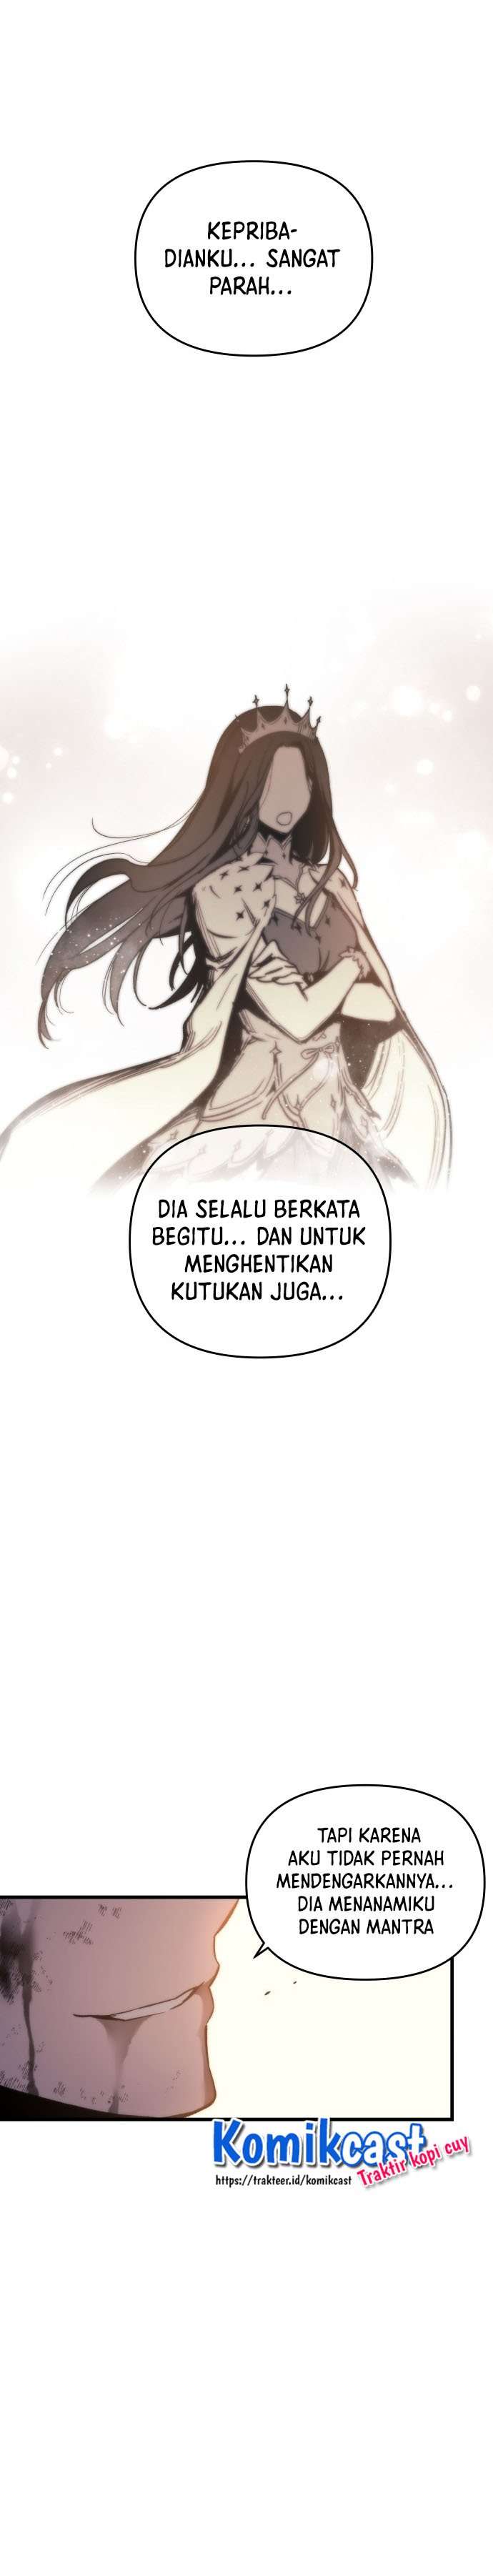 KEPRIBA-
DIANKU... SANGAT
PARAH...
DIA SELALU BERKATA
BEGITU... DAN UNTUK
MENGHENTIKAN
KUTUKAN JUGA...
TAPI KARENA
AKU TIDAK PERNAH
MENDENGARKANNYA...
DIA MENANAMIKU
DENGAN MANTRA
Komikcast
https://trakteer.id/komikcast
Traktir kopi cuy